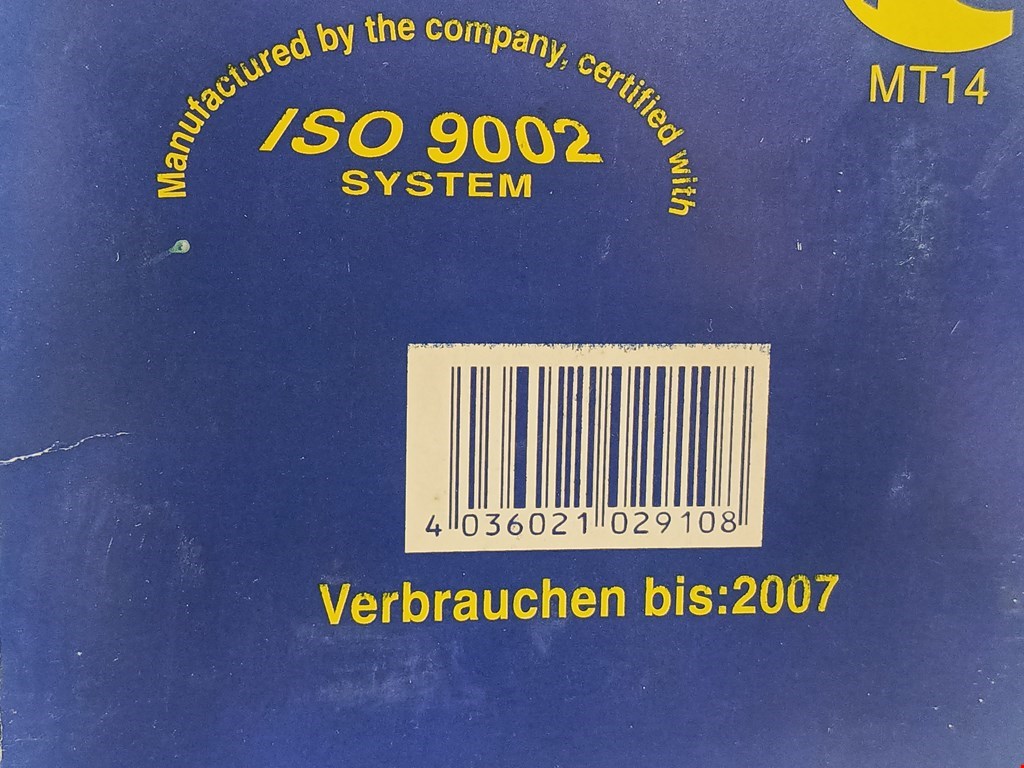 Manufactured by the company, certified with
ISO 9002
SYSTEM
MT14
4 036021 029108
Verbrauchen bis:2007